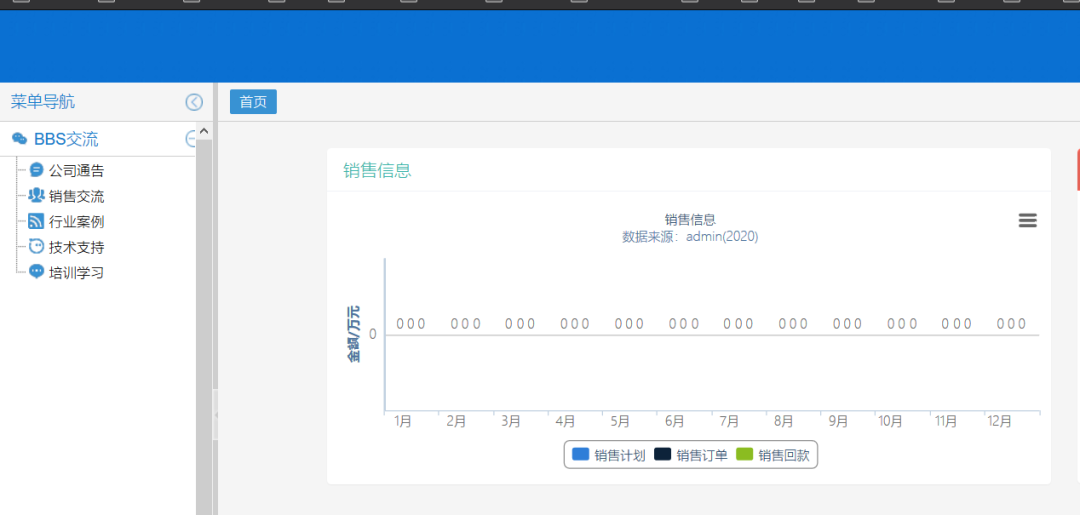 菜单导航
首页
BBS交流
公司通告
销售交流
行业案例
技术支持
培训学习
销售信息
销售信息
数据来源：admin(2020)
金额/万元
0
0 0 0 0 0 0 0 0 0 0 0 0 0 0 0 0 0 0 0 0 0 0 0 0 0 0 0 0 0 0 0 0 0 0 0 0
1月 2月 3月 4月 5月 6月 7月 8月 9月 10月 11月 12月
销售计划 销售订单 销售回款